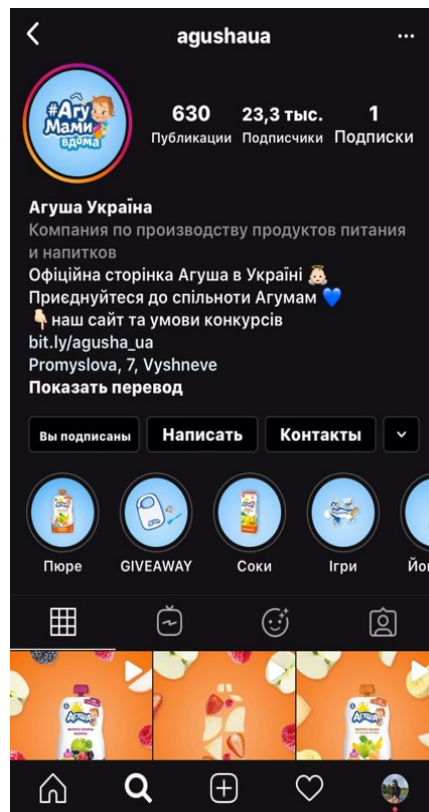 agushaua
#Агу
Мами
вдома
630 23,3 тыс. 1
Публикации Подписчики Подписки
Агуша Україна
Компания по производству продуктов питания
и напитков
Офіційна сторінка Агуша в Україні 👼🏻
Приєднуйтеся до спільноти Агумам 💙
👇🏻 наш сайт та умови конкурсів
bit.ly/agusha_ua
Promyslova, 7, Vyshneve
Показать перевод
Вы подписаны Написать Контакты
Пюре GIVEAWAY Соки Ігри Йо
Агуша Агуша